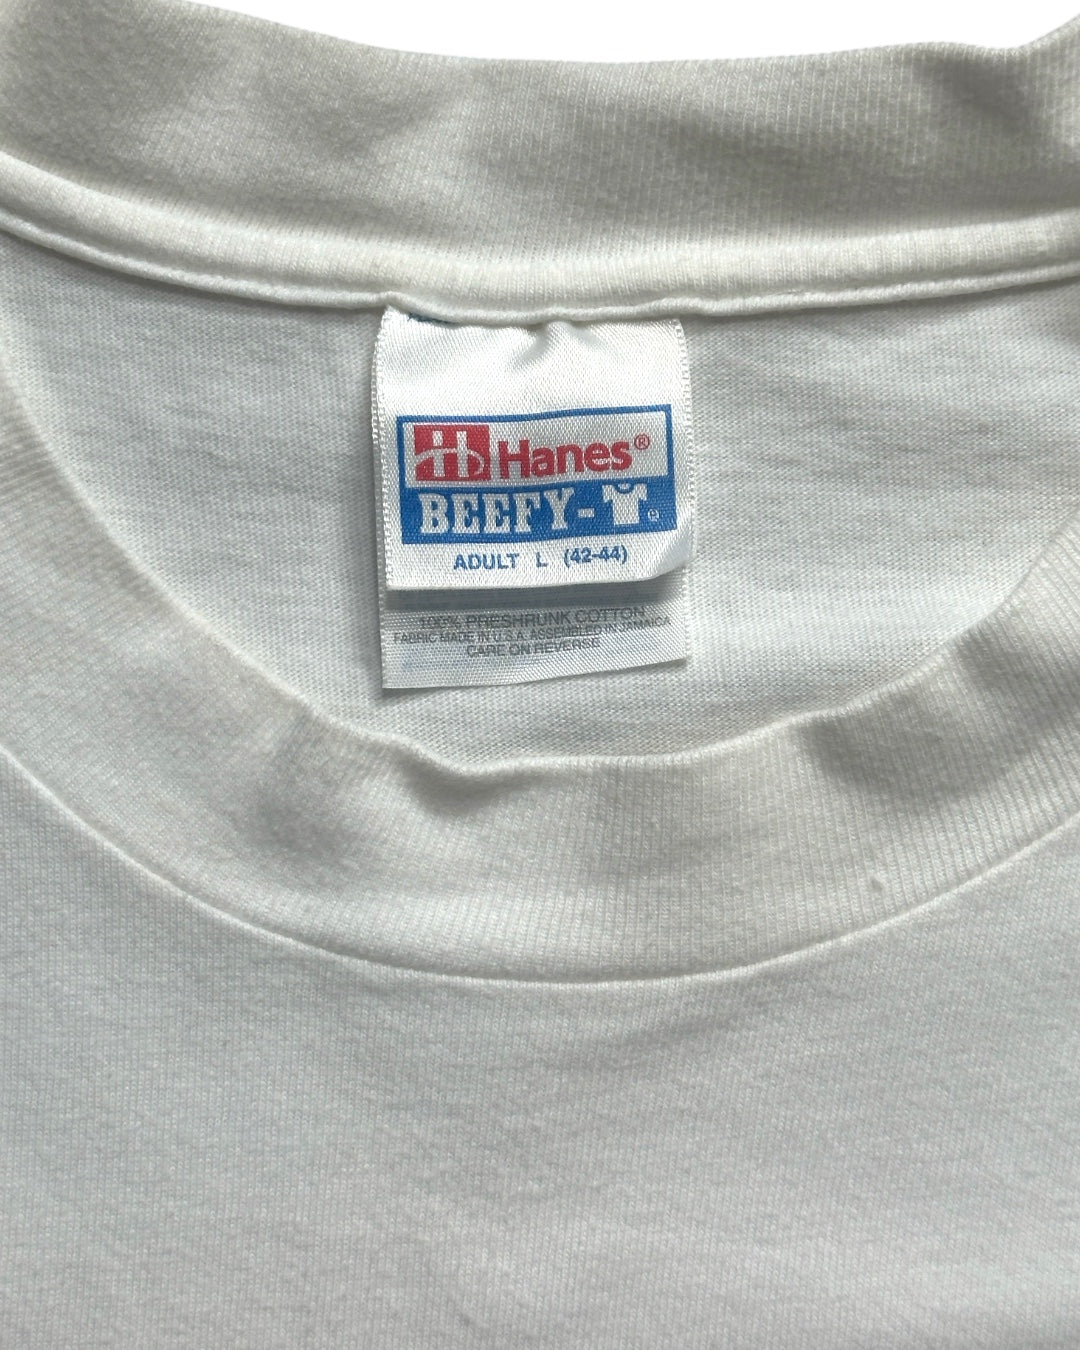 Hanes®
BEEFY-T
ADULT L (42-44)
100% PRESHRUNK COTTON
FABRIC MADE IN U.S.A. ASSEMBLED IN JAMAICA
CARE ON REVERSE